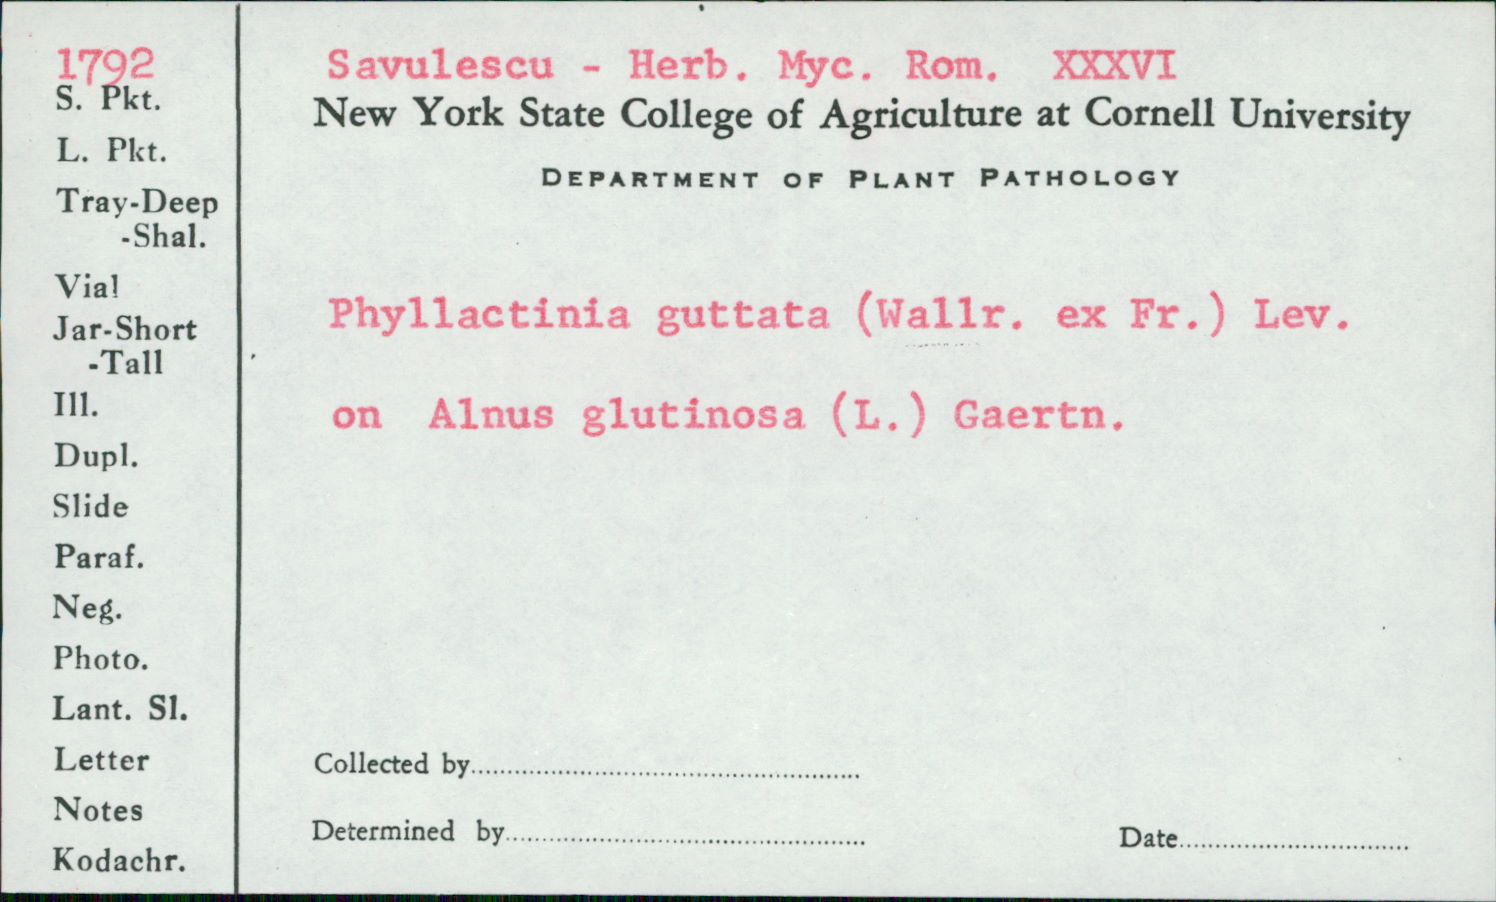 1792
S. Pkt.
L. Pkt.
Tray-Deep
-Shal.
Vial
Jar-Short
-Tall
Ill.
Dupl.
Slide
Paraf.
Neg.
Photo.
Lant. Sl.
Letter
Notes
Kodachr.
Savulescu - Herb. Myc. Rom. XXXVI
New York State College of Agriculture at Cornell University
DEPARTMENT OF PLANT PATHOLOGY
Phyllactinia guttata (Wallr. ex Fr.) Lev.
on Alnus glutinosa (L.) Gaertn.
Collected by
Determined by
Date